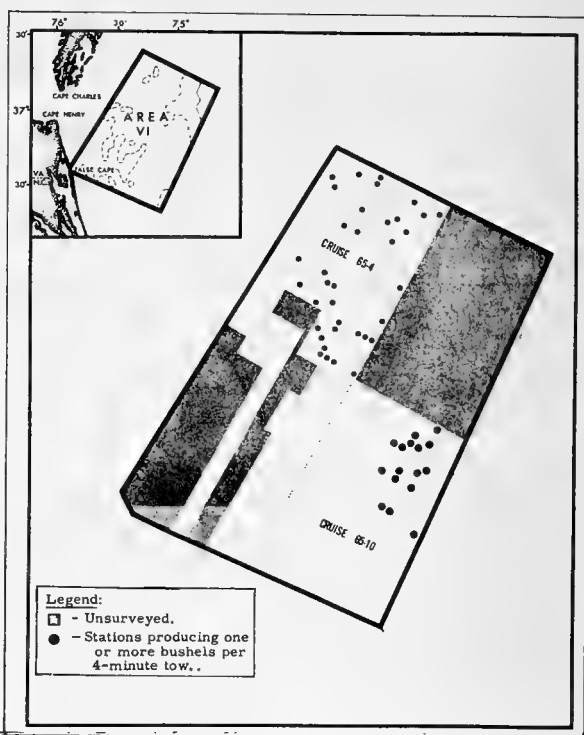 76° 30' 75°
30'
37°
30'
CAPE CHARLES
CAPE HENRY
AREA
VI
FALSE CAPE
VA
N.C.
CRUISE 65-4
CRUISE 65-10
Legend:
- Unsurveyed.
- Stations producing one
or more bushels per
4-minute tow..